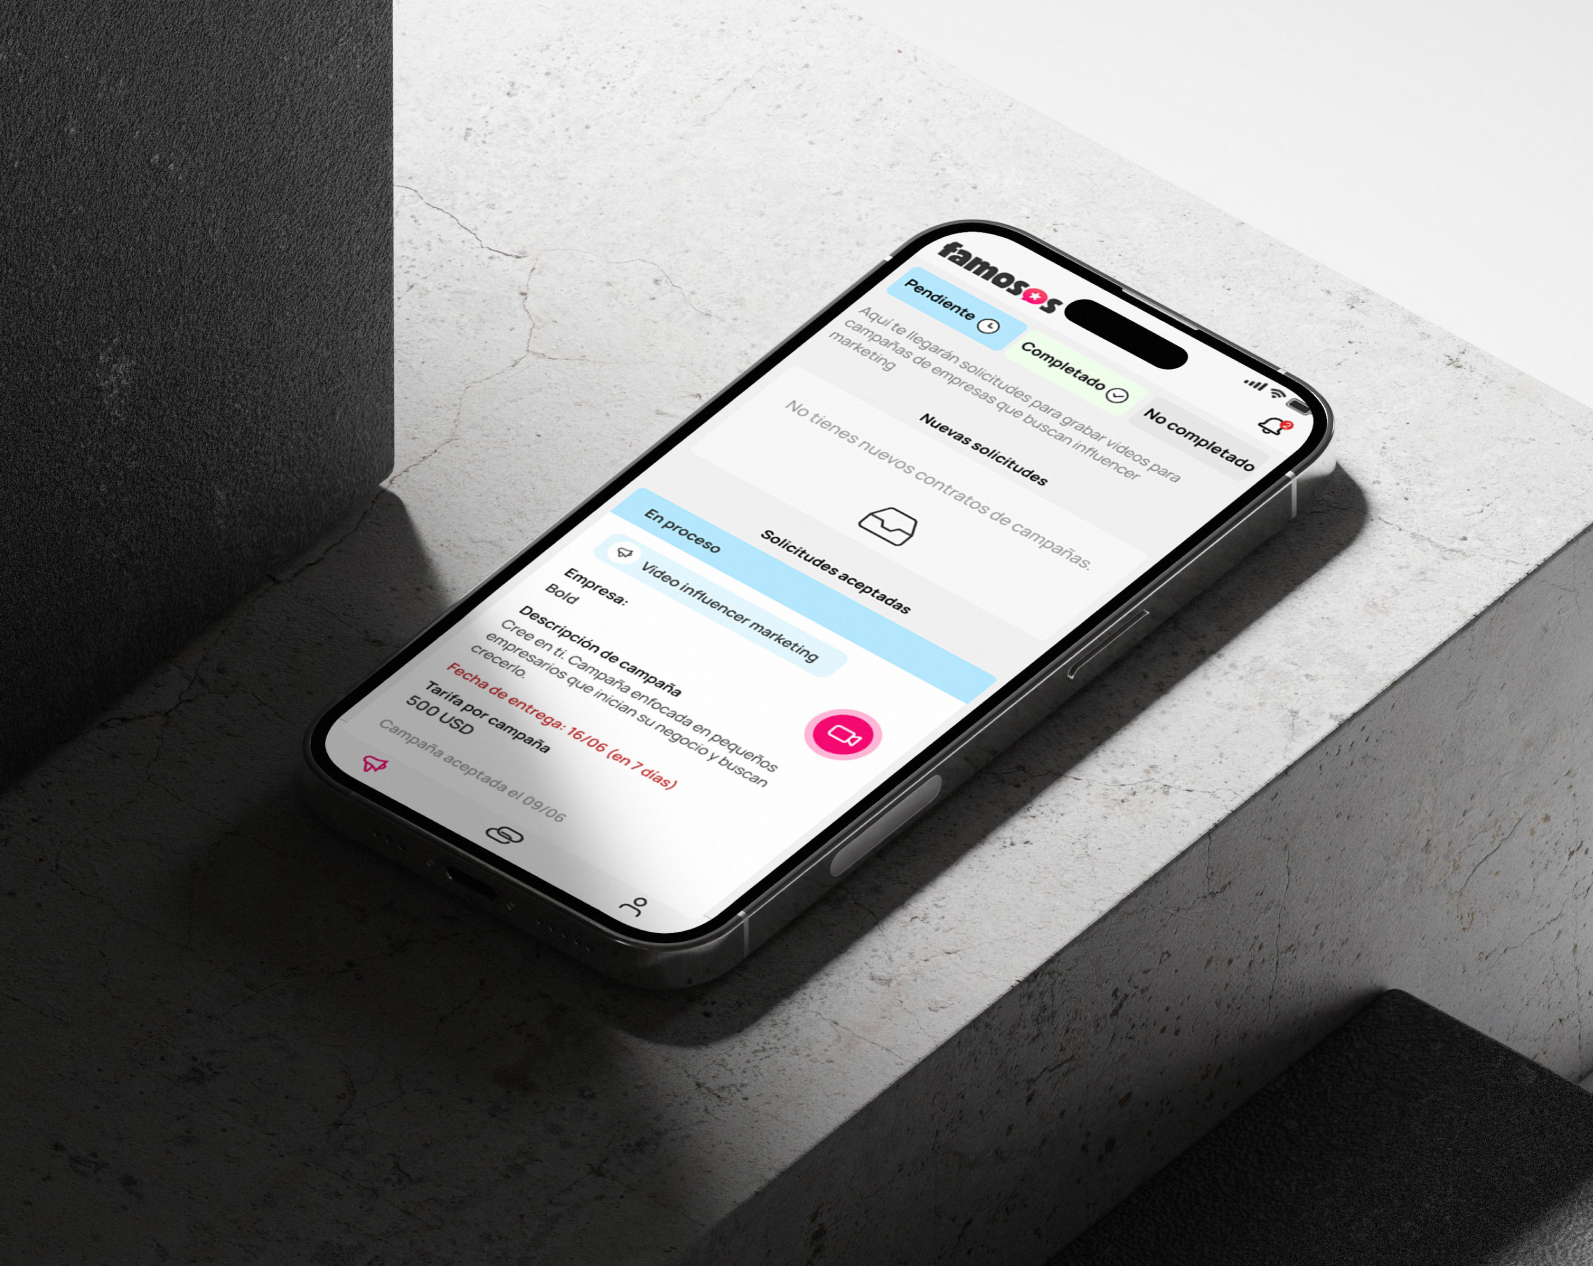 famosos
Pendiente
Completado
No completado
Aquí te llegarán solicitudes para grabar videos para
campañas de empresas que buscan influencer
marketing
Nuevas solicitudes
No tienes nuevos contratos de campañas.
Solicitudes aceptadas
En proceso
Video influencer marketing
Empresa:
Bold
Descripción de campaña
Cree en ti. Campaña enfocada en pequeños
empresarios que inician su negocio y buscan
crecerlo.
Fecha de entrega: 16/06 (en 7 días)
Tarifa por campaña
500 USD
Campaña aceptada el 09/06